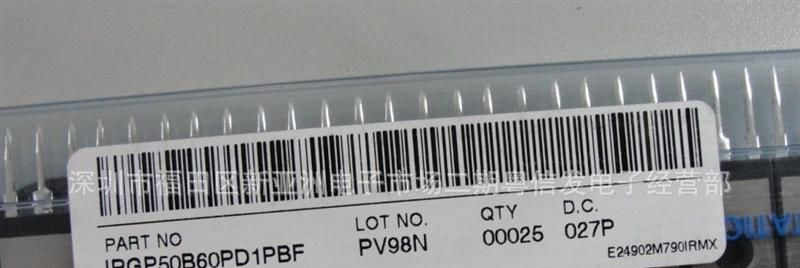 深圳市福田区新亚洲电子市场二期粤信发电子经营部
PART NO LOT NO. QTY D.C.
IRGP50B60PD1PBF PV98N 00025 027P
E24902M790IRMX